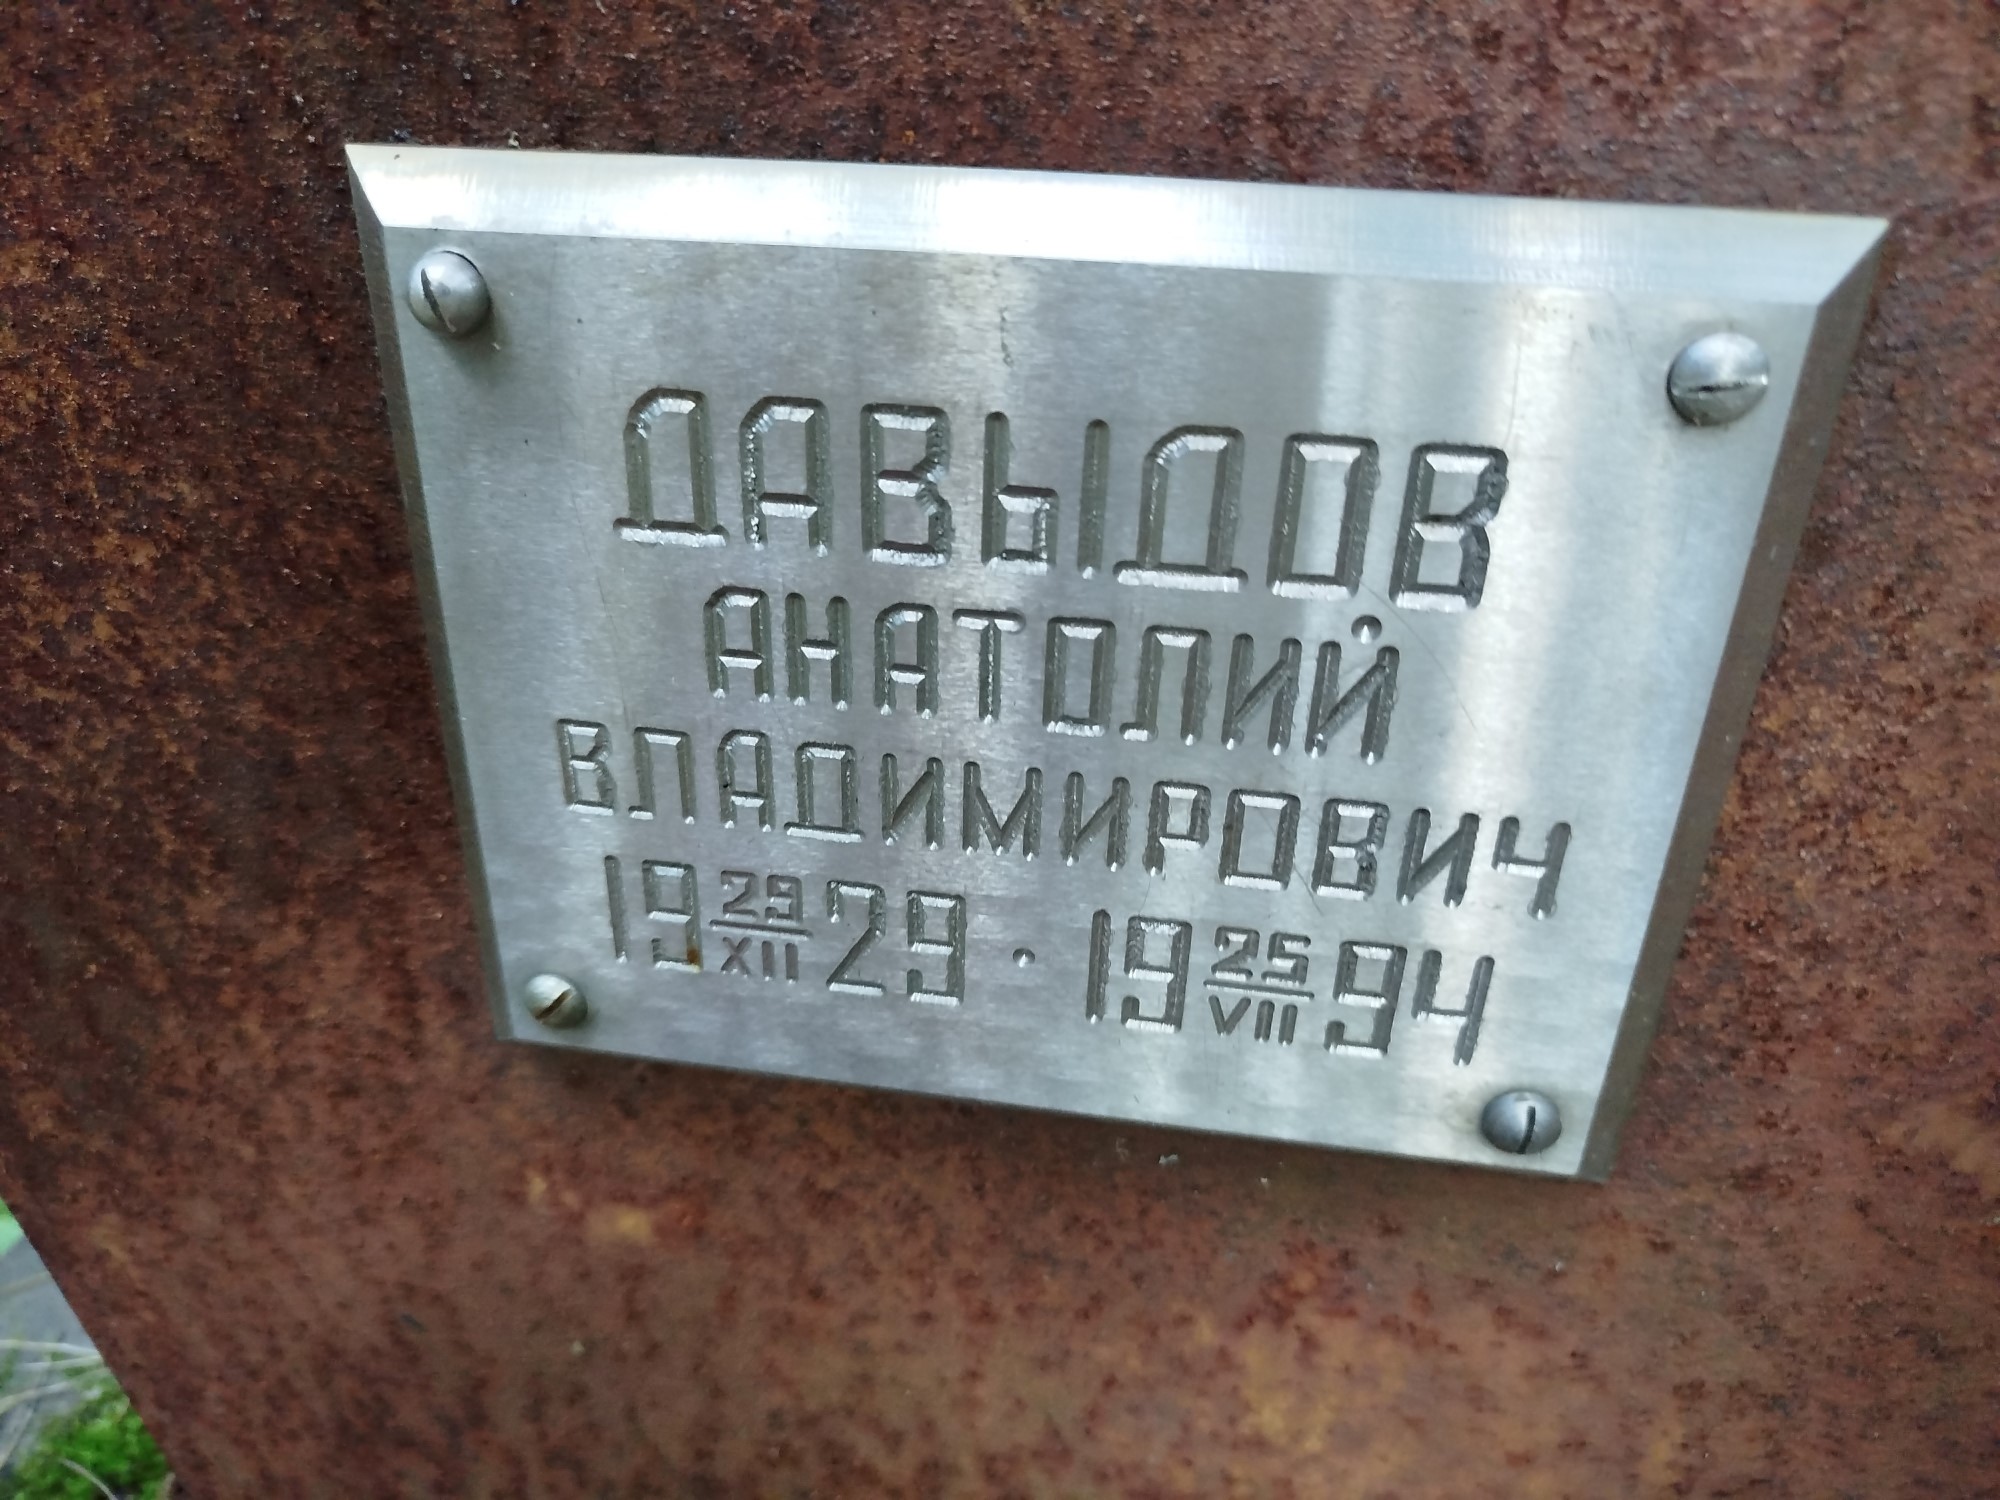 ДАВЫДОВ
АНАТОЛИЙ
ВЛАДИМИРОВИЧ
19 29/XII 29 · 19 25/VII 94